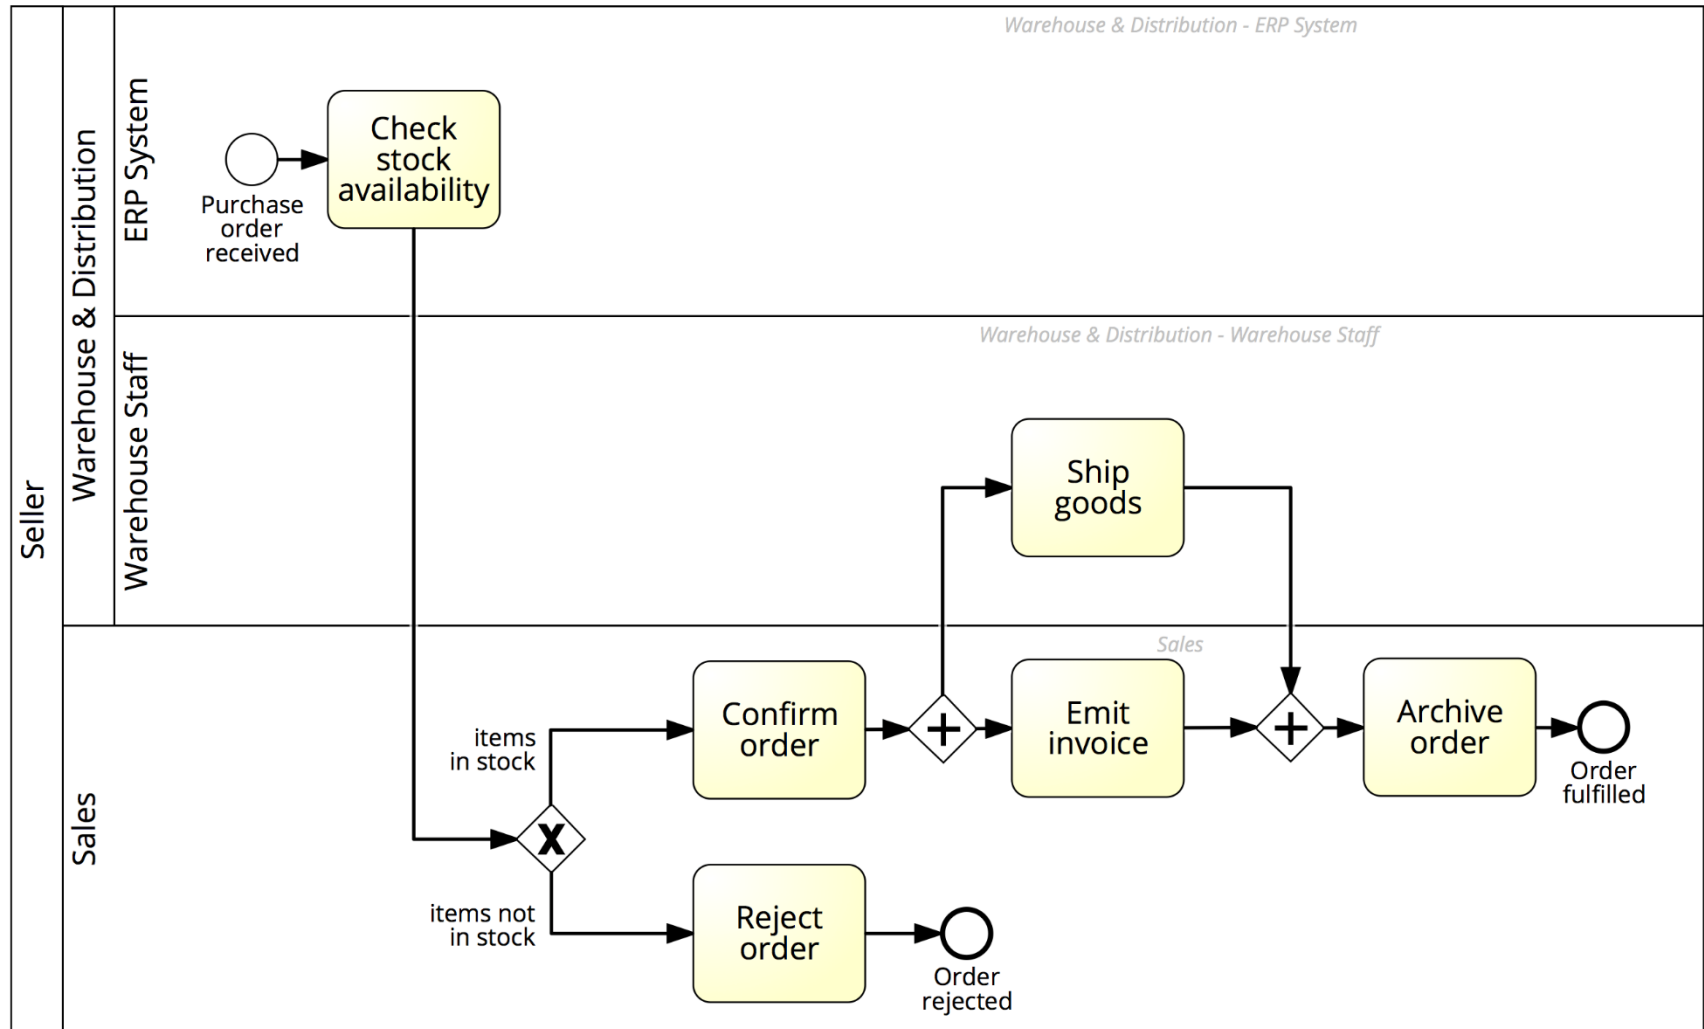 Seller
Warehouse & Distribution
ERP System
Warehouse & Distribution - ERP System
Purchase
order
received
Check
stock
availability
Warehouse Staff
Warehouse & Distribution - Warehouse Staff
Ship
goods
Sales
Sales
items
in stock
X
items not
in stock
Confirm
order
Emit
invoice
Archive
order
Order
fulfilled
Reject
order
Order
rejected